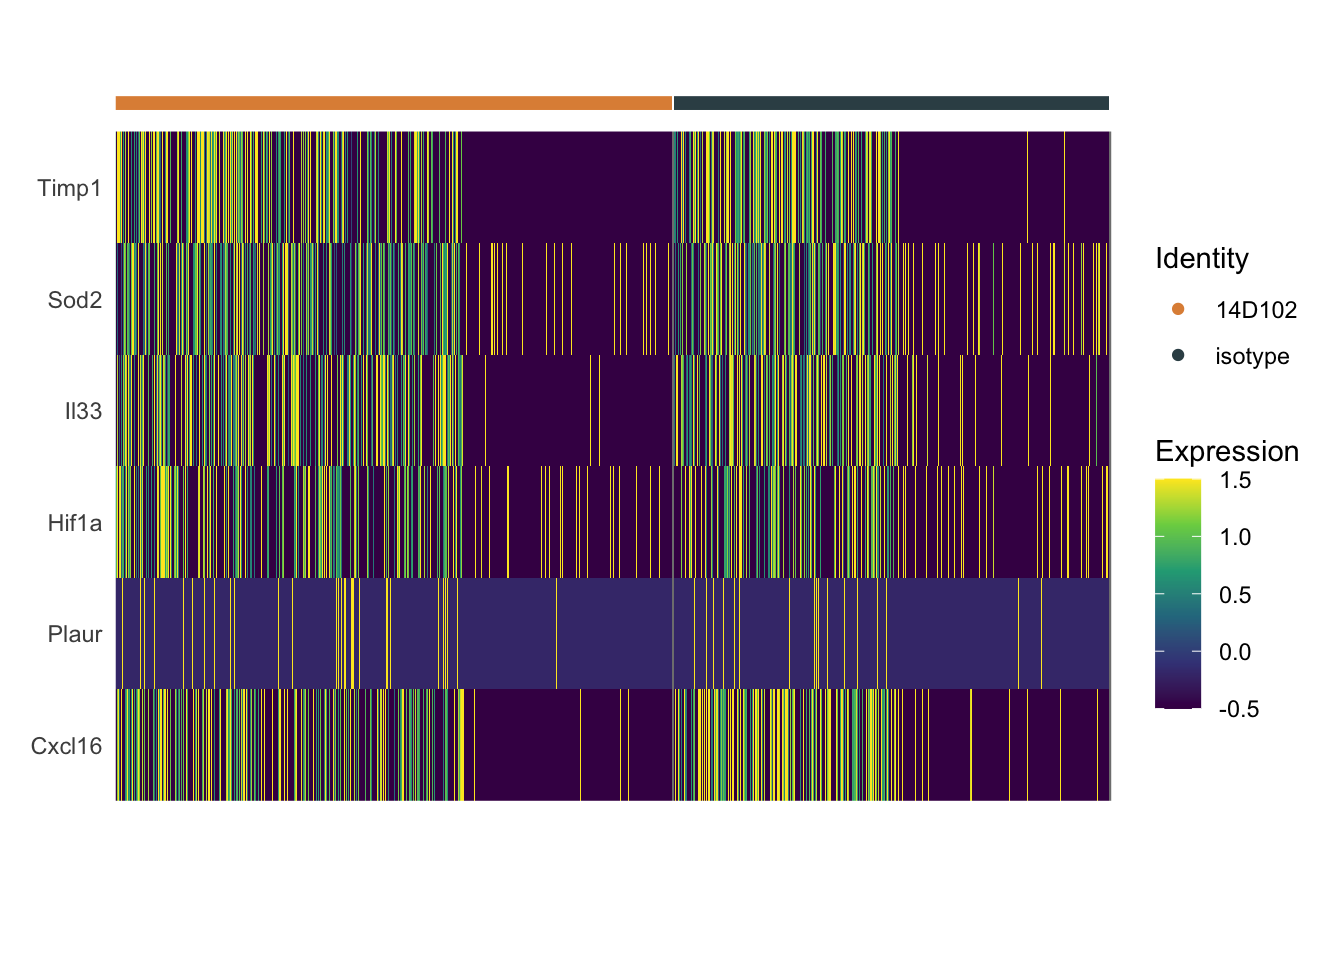 Timp1
Sod2
Il33
Hif1a
Plaur
Cxcl16
Identity
14D102
isotype
Expression
1.5
1.0
0.5
0.0
-0.5